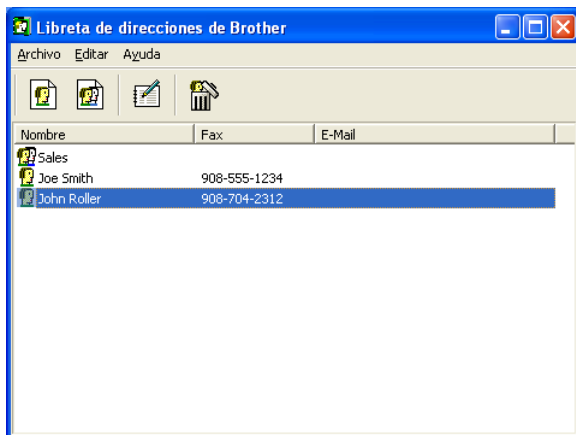 Libreta de direcciones de Brother
Archivo Editar Ayuda
Nombre Fax E-Mail
Sales
Joe Smith 908-555-1234
John Roller 908-704-2312